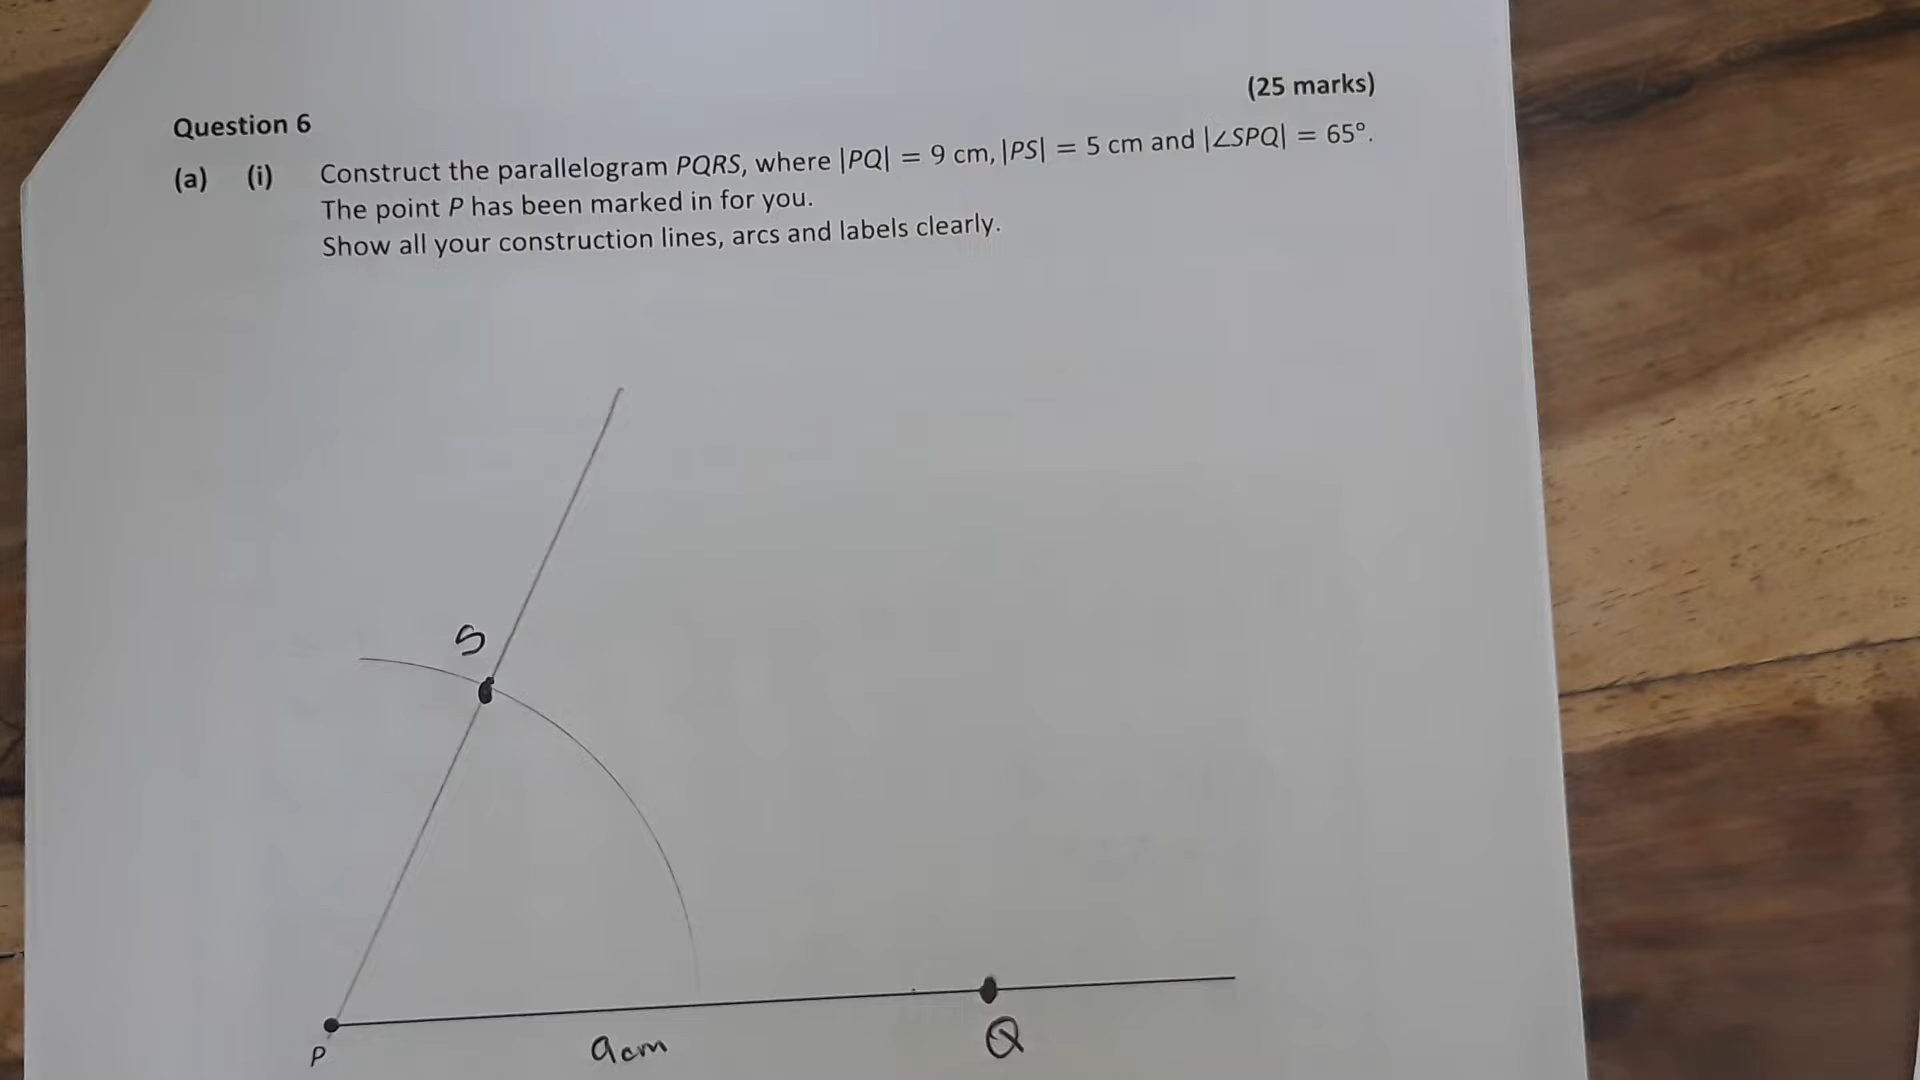 (25 marks)
Question 6
(a) (i) Construct the parallelogram PQRS, where |PQ| = 9 cm, |PS| = 5 cm and |∠SPQ| = 65°.
The point P has been marked in for you.
Show all your construction lines, arcs and labels clearly.
S
P 9cm Q